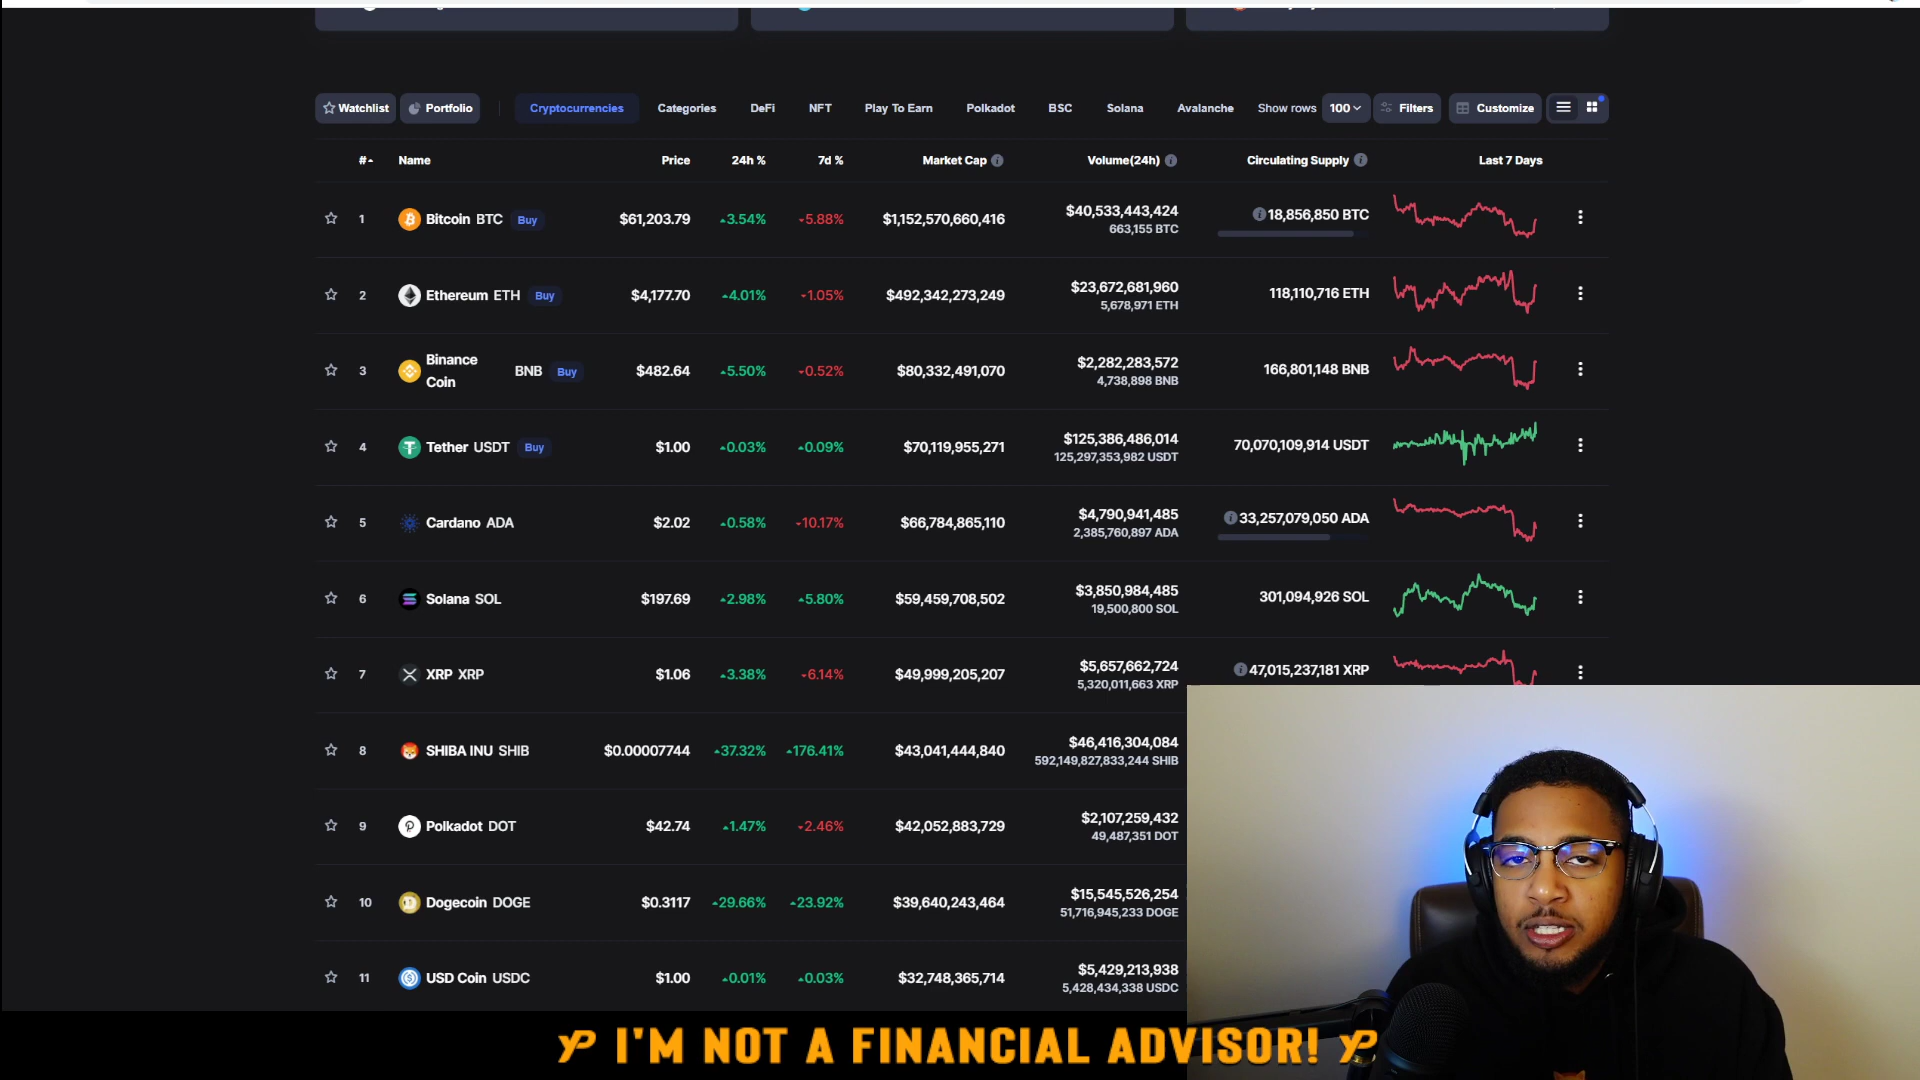 Watchlist Portfolio Cryptocurrencies Categories DeFi NFT Play To Earn Polkadot BSC Solana Avalanche Show rows 100 Filters Customize
# Name Price 24h % 7d % Market Cap Volume(24h) Circulating Supply Last 7 Days
1 Bitcoin BTC Buy $61,203.79 3.54% 5.88% $1,152,570,660,416 $40,533,443,424 18,856,850 BTC
663,155 BTC
2 Ethereum ETH Buy $4,177.70 4.01% 1.05% $492,342,273,249 $23,672,681,960 118,110,716 ETH
5,678,971 ETH
3 Binance Coin BNB Buy $482.64 5.50% 0.52% $80,332,491,070 $2,282,283,572 166,801,148 BNB
4,738,898 BNB
4 Tether USDT Buy $1.00 0.03% 0.09% $70,119,955,271 $125,386,486,014 70,070,109,914 USDT
125,297,353,982 USDT
5 Cardano ADA $2.02 0.58% 10.17% $66,784,865,110 $4,790,941,485 33,257,079,050 ADA
2,385,760,897 ADA
6 Solana SOL $197.69 2.98% 5.80% $59,459,708,502 $3,850,984,485 301,094,926 SOL
19,500,800 SOL
7 XRP XRP $1.06 3.38% 6.14% $49,999,205,207 $5,657,662,724 47,015,237,181 XRP
5,320,011,663 XRP
8 SHIBA INU SHIB $0.00007744 37.32% 176.41% $43,041,444,840 $46,416,304,084
592,149,827,833,244 SHIB
9 Polkadot DOT $42.74 1.47% 2.46% $42,052,883,729 $2,107,259,432
49,487,351 DOT
10 Dogecoin DOGE $0.3117 29.66% 23.92% $39,640,243,464 $15,545,526,254
51,716,945,233 DOGE
11 USD Coin USDC $1.00 0.01% 0.03% $32,748,365,714 $5,429,213,938
5,428,434,338 USDC
I'M NOT A FINANCIAL ADVISOR!